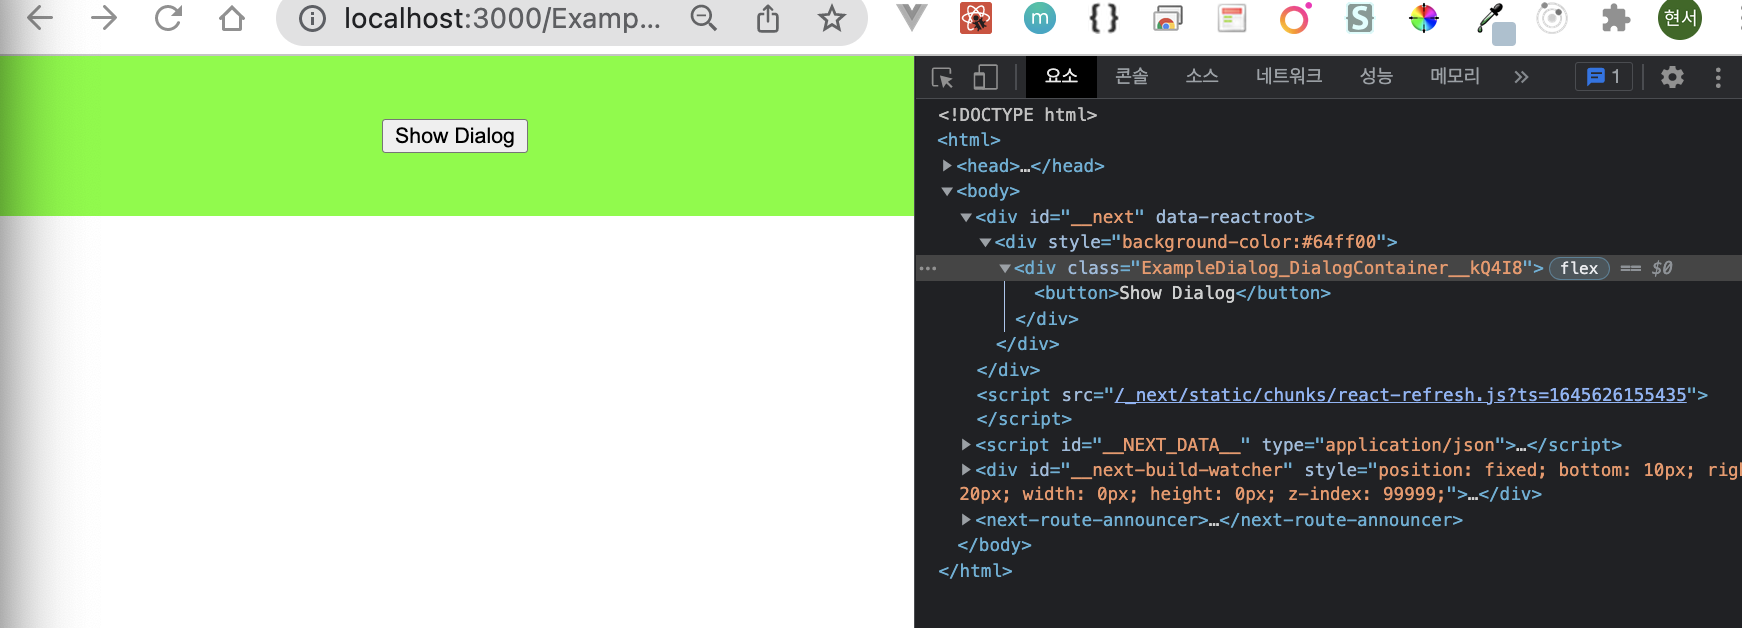 localhost:3000/Examp...
m
{ }
S
현서
Show Dialog
요소 콘솔 소스 네트워크 성능 메모리 » 1
<!DOCTYPE html>
<html>
<head>…</head>
<body>
<div id="__next" data-reactroot>
<div style="background-color:#64ff00">
<div class="ExampleDialog_DialogContainer__kQ4I8"> flex == $0
<button>Show Dialog</button>
</div>
</div>
</div>
<script src="/_next/static/chunks/react-refresh.js?ts=1645626155435">
</script>
<script id="__NEXT_DATA__" type="application/json">…</script>
<div id="__next-build-watcher" style="position: fixed; bottom: 10px; righ
20px; width: 0px; height: 0px; z-index: 99999;">…</div>
<next-route-announcer>…</next-route-announcer>
</body>
</html>